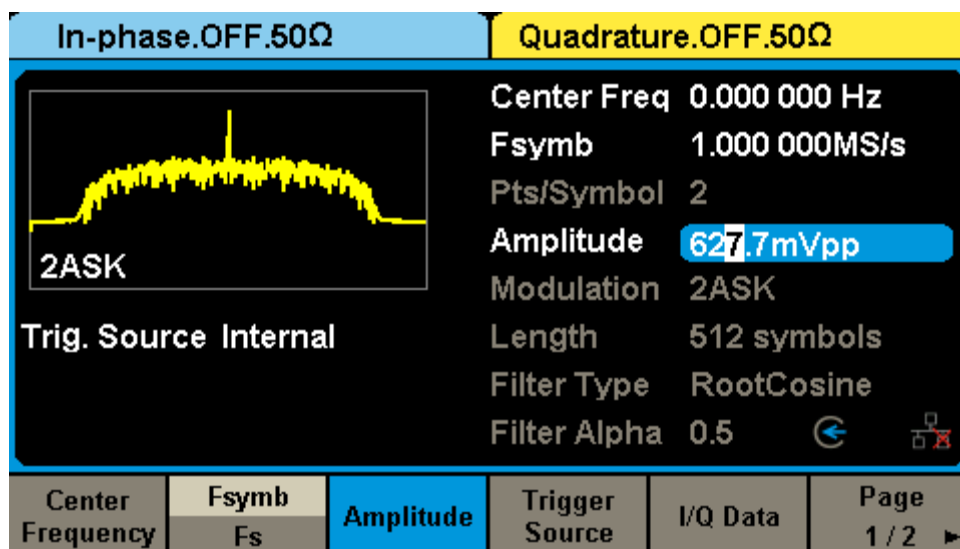 In-phase.OFF.50Ω
Quadrature.OFF.50Ω
2ASK
Trig. Source Internal
Center Freq 0.000 000 Hz
Fsymb 1.000 000MS/s
Pts/Symbol 2
Amplitude 627.7mVpp
Modulation 2ASK
Length 512 symbols
Filter Type RootCosine
Filter Alpha 0.5
Center
Frequency
Fsymb
Fs
Amplitude
Trigger
Source
I/Q Data
Page
1 / 2